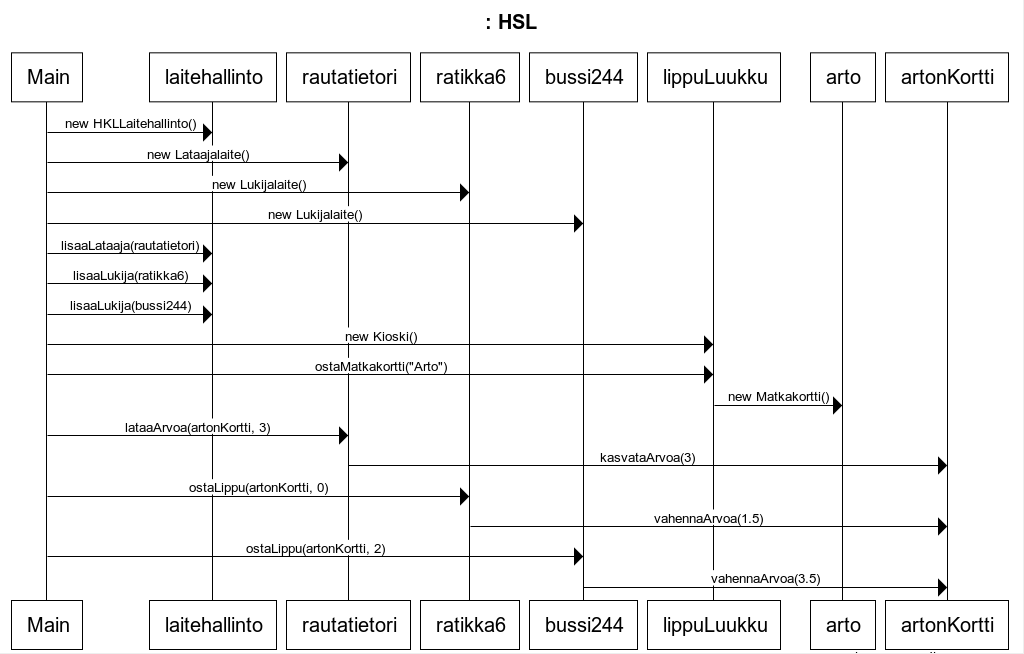 : HSL
Main
laitehallinto
rautatietori
ratikka6
bussi244
lippuLuukku
arto
artonKortti
new HKLLaitehallinto()
new Lataajalaite()
new Lukijalaite()
new Lukijalaite()
lisaaLataaja(rautatietori)
lisaaLukija(ratikka6)
lisaaLukija(bussi244)
new Kioski()
ostaMatkakortti("Arto")
new Matkakortti()
lataaArvoa(artonKortti, 3)
kasvataArvoa(3)
ostaLippu(artonKortti, 0)
vahennaArvoa(1.5)
ostaLippu(artonKortti, 2)
vahennaArvoa(3.5)
Main
laitehallinto
rautatietori
ratikka6
bussi244
lippuLuukku
arto
artonKortti